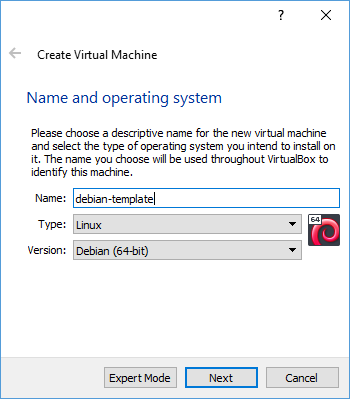 ?
Create Virtual Machine
Name and operating system
Please choose a descriptive name for the new virtual machine
and select the type of operating system you intend to install on
it. The name you choose will be used throughout VirtualBox to
identify this machine.
Name: debian-template
Type: Linux
64
Version: Debian (64-bit)
Expert Mode Next Cancel